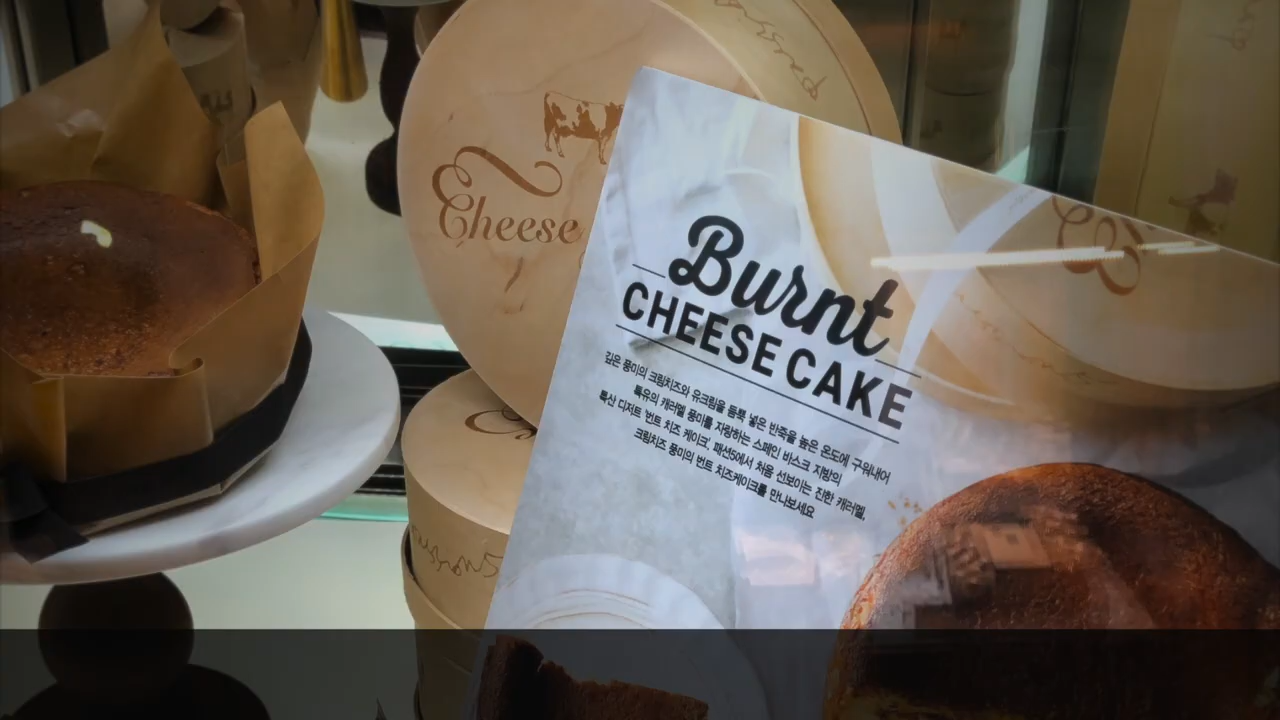 Cheese
Burnt
CHEESE CAKE
깊은 풍미의 크림치즈와 유크림을 듬뿍 넣은 반죽을 높은 온도에 구워내어
특유의 캐러멜 풍미를 자랑하는 스페인 바스크 지방의
특산 디저트 '번트 치즈 케이크'. 패션5에서 처음 선보이는 진한 캐러멜,
크림치즈 풍미의 번트 치즈케이크를 만나보세요